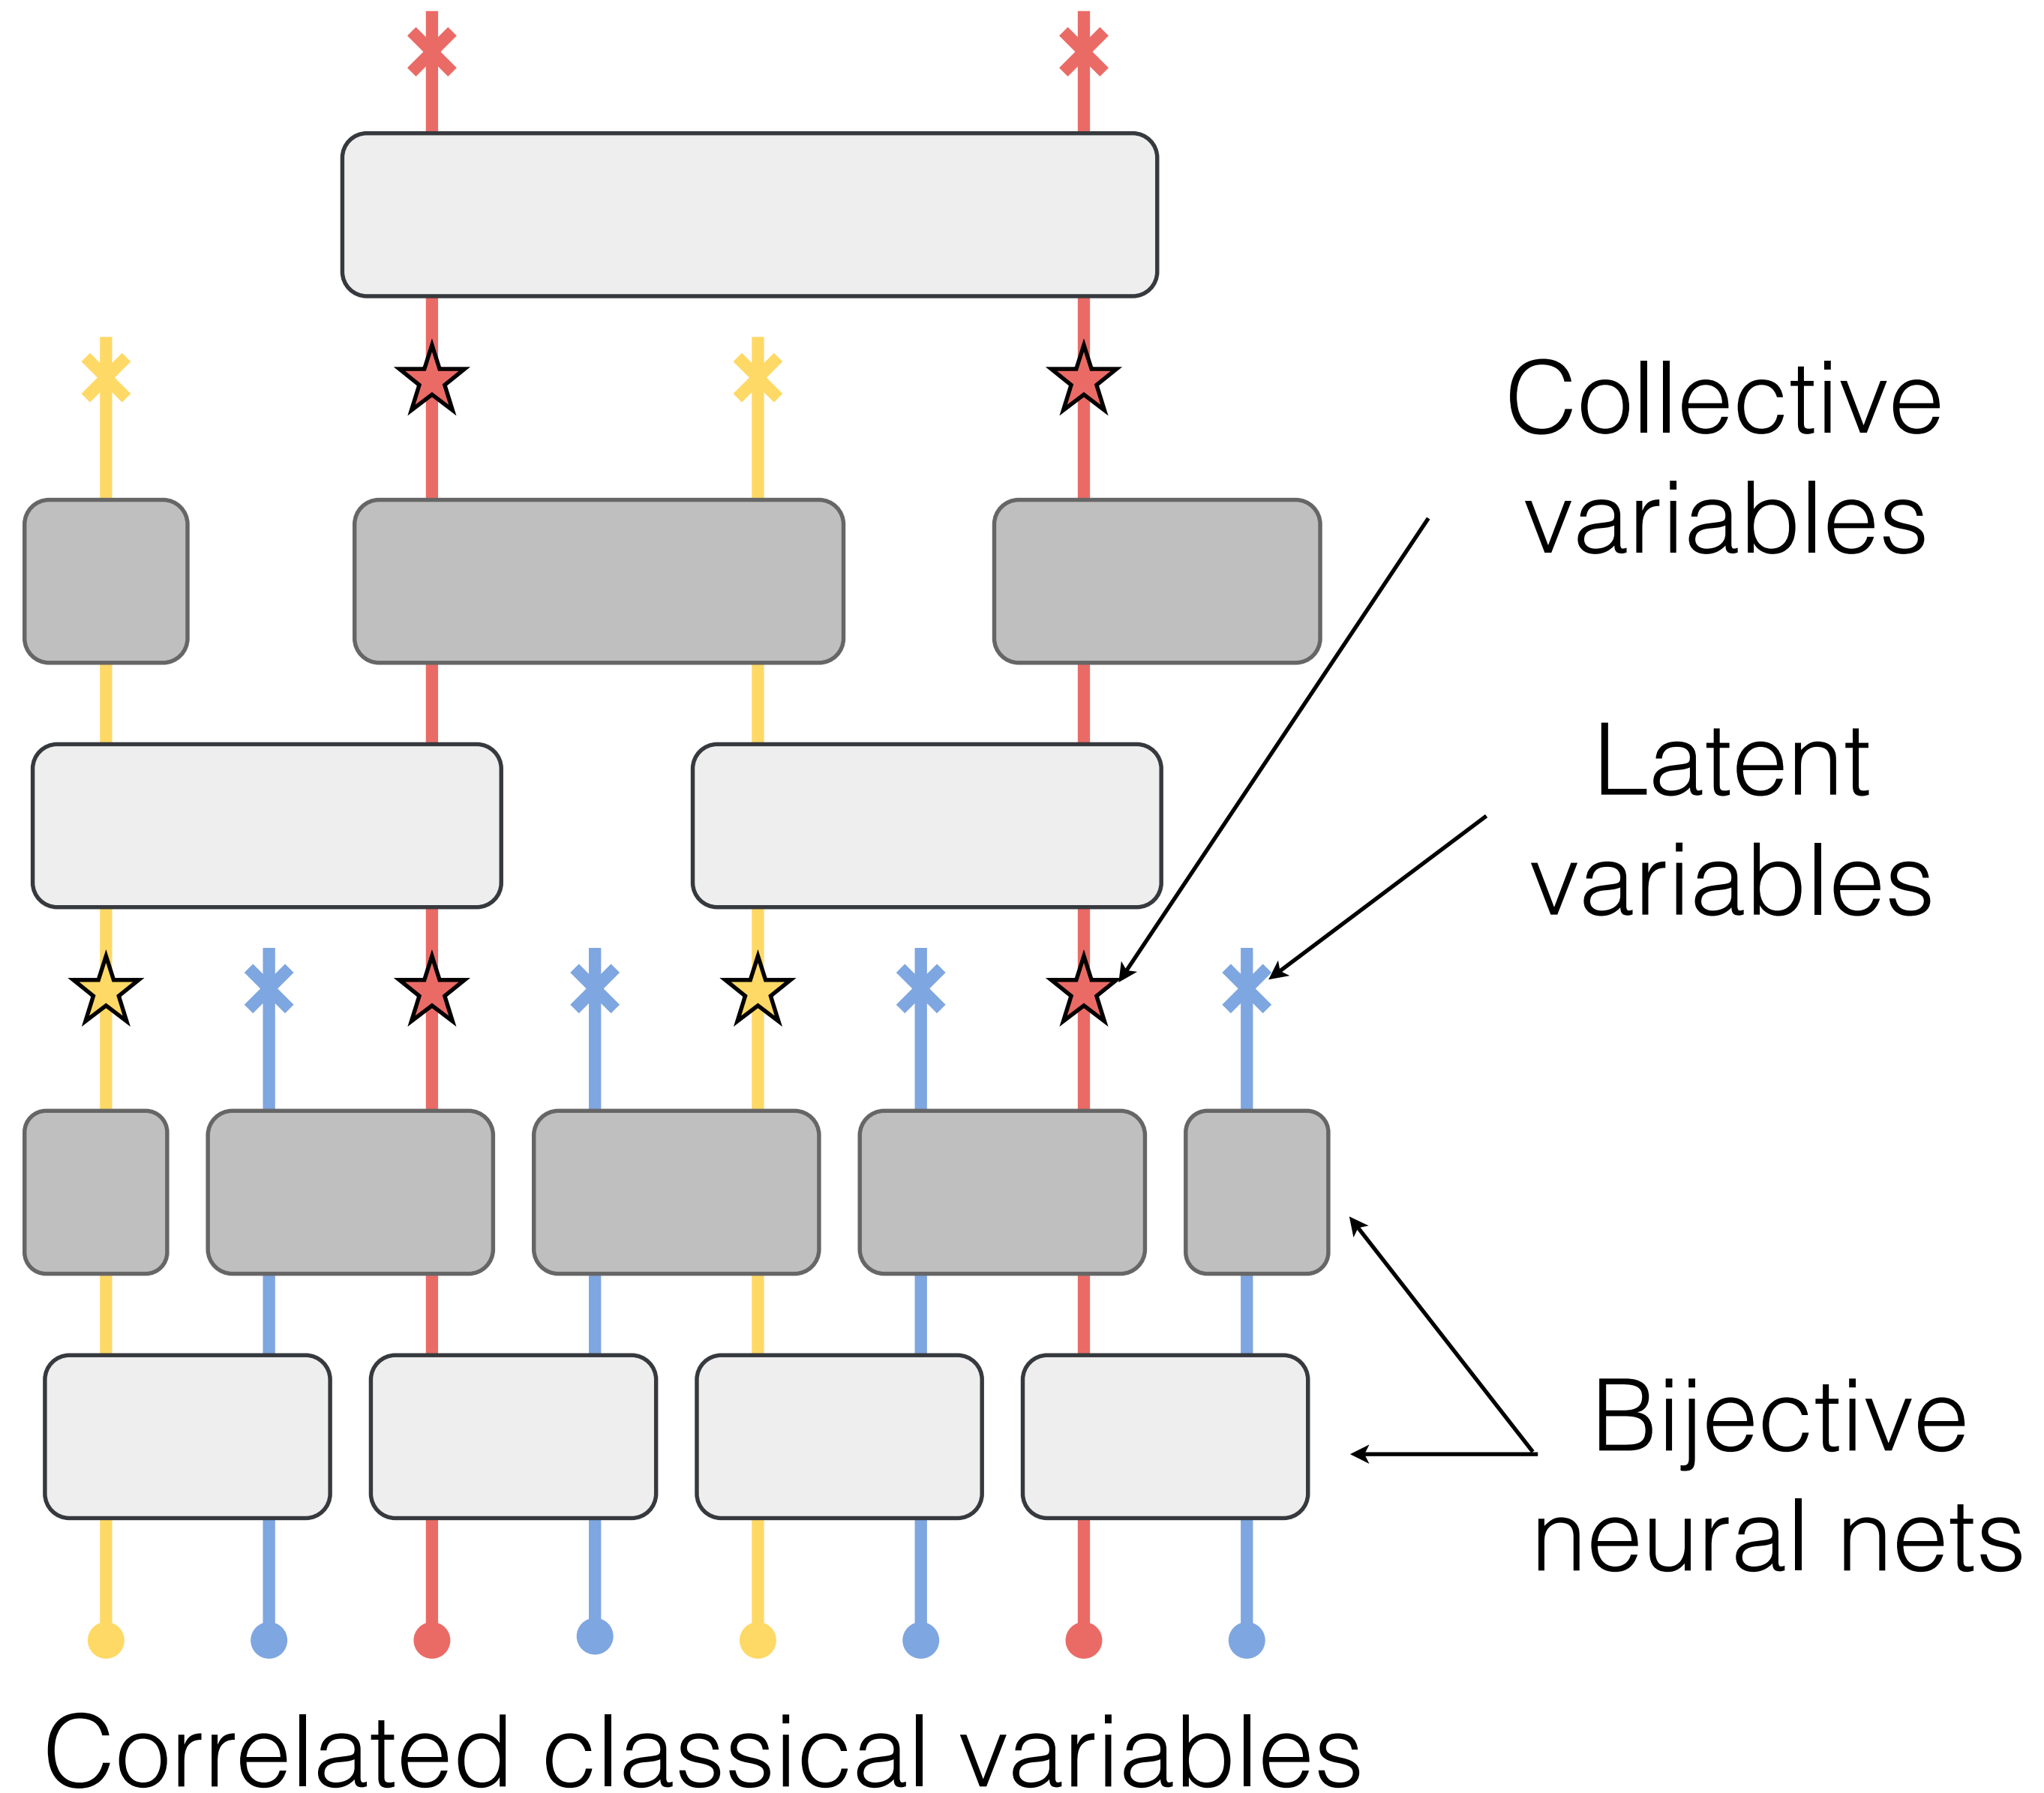 Collective
variables
Latent
variables
Bijective
neural nets
Correlated classical variables